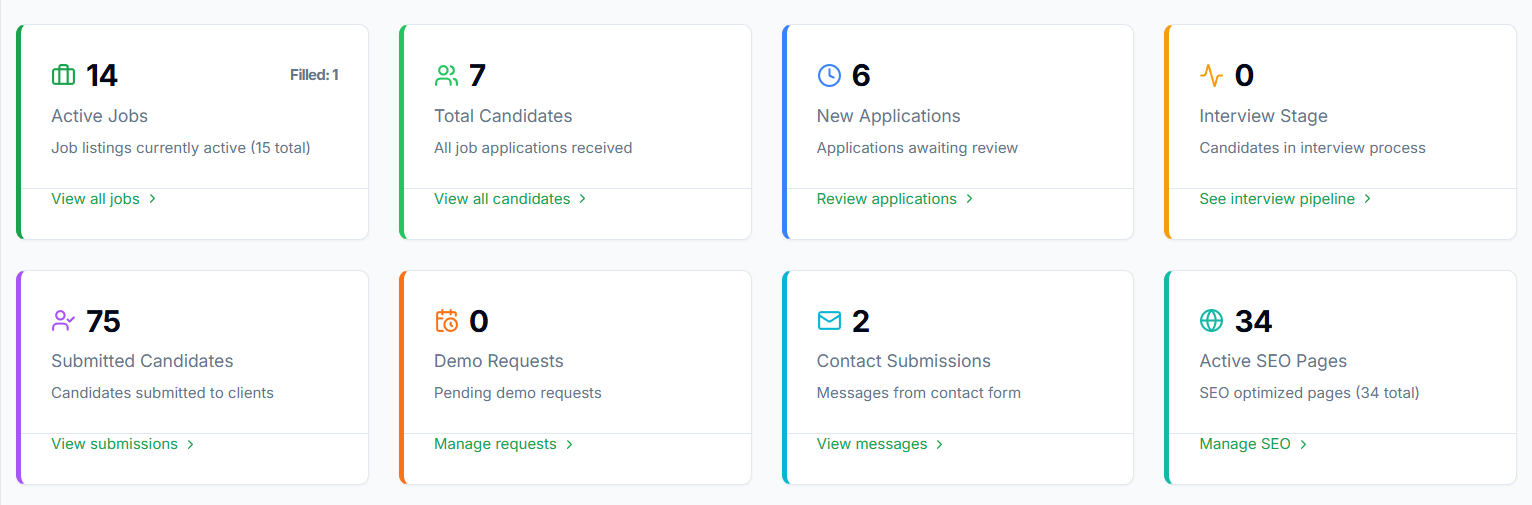 14 Filled: 1
Active Jobs
Job listings currently active (15 total)
View all jobs
7
Total Candidates
All job applications received
View all candidates
6
New Applications
Applications awaiting review
Review applications
0
Interview Stage
Candidates in interview process
See interview pipeline
75
Submitted Candidates
Candidates submitted to clients
View submissions
0
Demo Requests
Pending demo requests
Manage requests
2
Contact Submissions
Messages from contact form
View messages
34
Active SEO Pages
SEO optimized pages (34 total)
Manage SEO